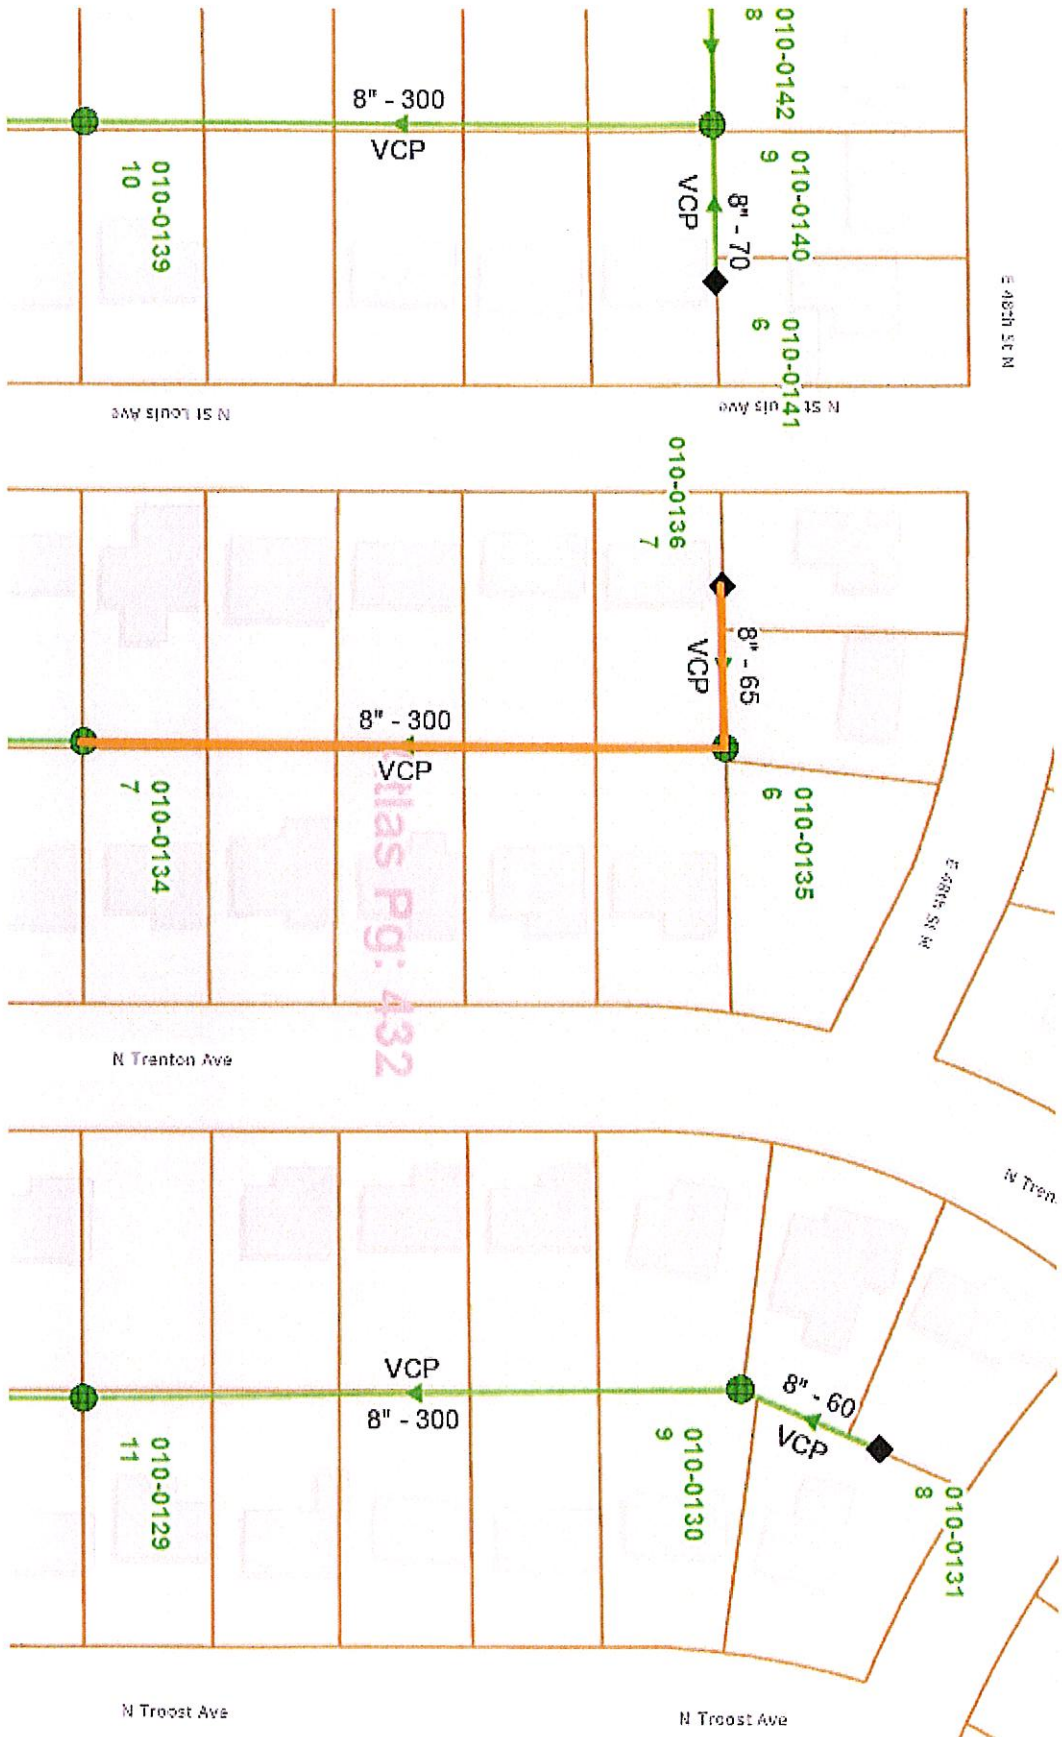 010-0142
8
8" - 300
VCP
010-0140
9
010-0139
10
8" - 70
VCP
E 48th St N
010-0141
6
N St Louis Ave
N St Ave
010-0136
7
8" - 65
VCP
8" - 300
VCP
010-0134
7
010-0135
6
E 48th St N
Atlas Pg: 432
N Trenton Ave
N Tren
VCP
8" - 300
8" - 60
VCP
010-0129
11
010-0130
9
010-0131
8
N Troost Ave
N Troost Ave